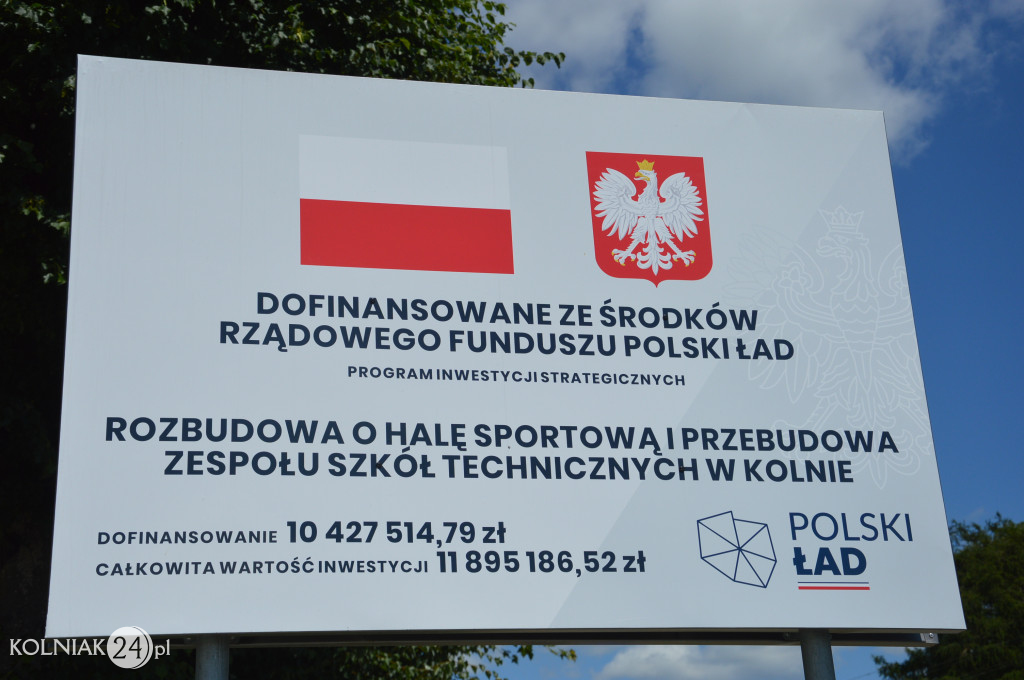 DOFINANSOWANE ZE ŚRODKÓW
RZĄDOWEGO FUNDUSZU POLSKI ŁAD
PROGRAM INWESTYCJI STRATEGICZNYCH
ROZBUDOWA O HALĘ SPORTOWĄ I PRZEBUDOWA
ZESPOŁU SZKÓŁ TECHNICZNYCH W KOLNIE
DOFINANSOWANIE 10 427 514,79 zł
CAŁKOWITA WARTOŚĆ INWESTYCJI 11 895 186,52 zł
POLSKI
ŁAD
KOLNIAK24.pl